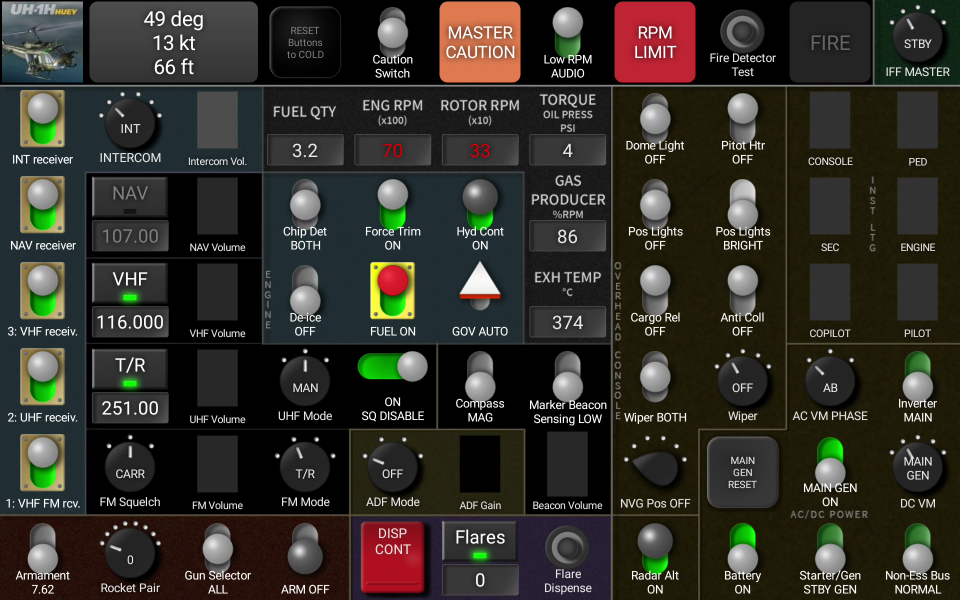 UH-1H HUEY
49 deg
13 kt
66 ft
RESET
Buttons
to COLD
Caution
Switch
MASTER
CAUTION
Low RPM
AUDIO
RPM
LIMIT
Fire Detector
Test
FIRE
STBY
IFF MASTER
INT receiver
INT
INTERCOM
Intercom Vol.
FUEL QTY
3.2
ENG RPM
(x100)
70
ROTOR RPM
(x10)
33
TORQUE
OIL PRESS
PSI
4
Dome Light
OFF
Pitot Htr
OFF
CONSOLE
PED
NAV receiver
NAV
107.00
NAV Volume
Chip Det
BOTH
Force Trim
ON
Hyd Cont
ON
GAS
PRODUCER
%RPM
86
Pos Lights
OFF
Pos Lights
BRIGHT
SEC
INST LTG
ENGINE
3: VHF receiv.
VHF
116.000
VHF Volume
ENGINE
De-Ice
OFF
FUEL ON
GOV AUTO
EXH TEMP
°C
374
OVERHEAD CONSOLE
Cargo Rel
OFF
Anti Coll
OFF
COPILOT
PILOT
2: UHF receiv.
T/R
251.00
UHF Volume
MAN
UHF Mode
ON
SQ DISABLE
Compass
MAG
Marker Beacon
Sensing LOW
Wiper BOTH
OFF
Wiper
AB
AC VM PHASE
Inverter
MAIN
1: VHF FM rcv.
CARR
FM Squelch
FM Volume
T/R
FM Mode
OFF
ADF Mode
ADF Gain
Beacon Volume
NVG Pos OFF
MAIN
GEN
RESET
MAIN GEN
ON
MAIN
GEN
DC VM
AC/DC POWER
Armament
7.62
0
Rocket Pair
Gun Selector
ALL
ARM OFF
DISP
CONT
Flares
0
Flare
Dispense
Radar Alt
ON
Battery
ON
Starter/Gen
STBY GEN
Non-Ess Bus
NORMAL